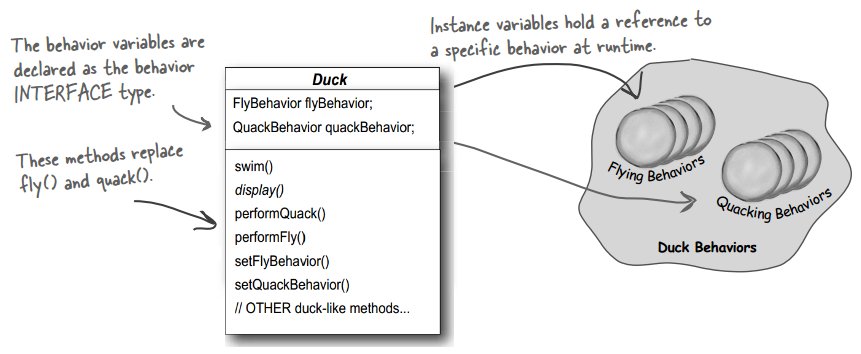 The behavior variables are
declared as the behavior
INTERFACE type.
These methods replace
fly() and quack().
Duck
FlyBehavior flyBehavior;
QuackBehavior quackBehavior;
swim()
display()
performQuack()
performFly()
setFlyBehavior()
setQuackBehavior()
// OTHER duck-like methods...
Instance variables hold a reference to
a specific behavior at runtime.
Flying Behaviors
Quacking Behaviors
Duck Behaviors